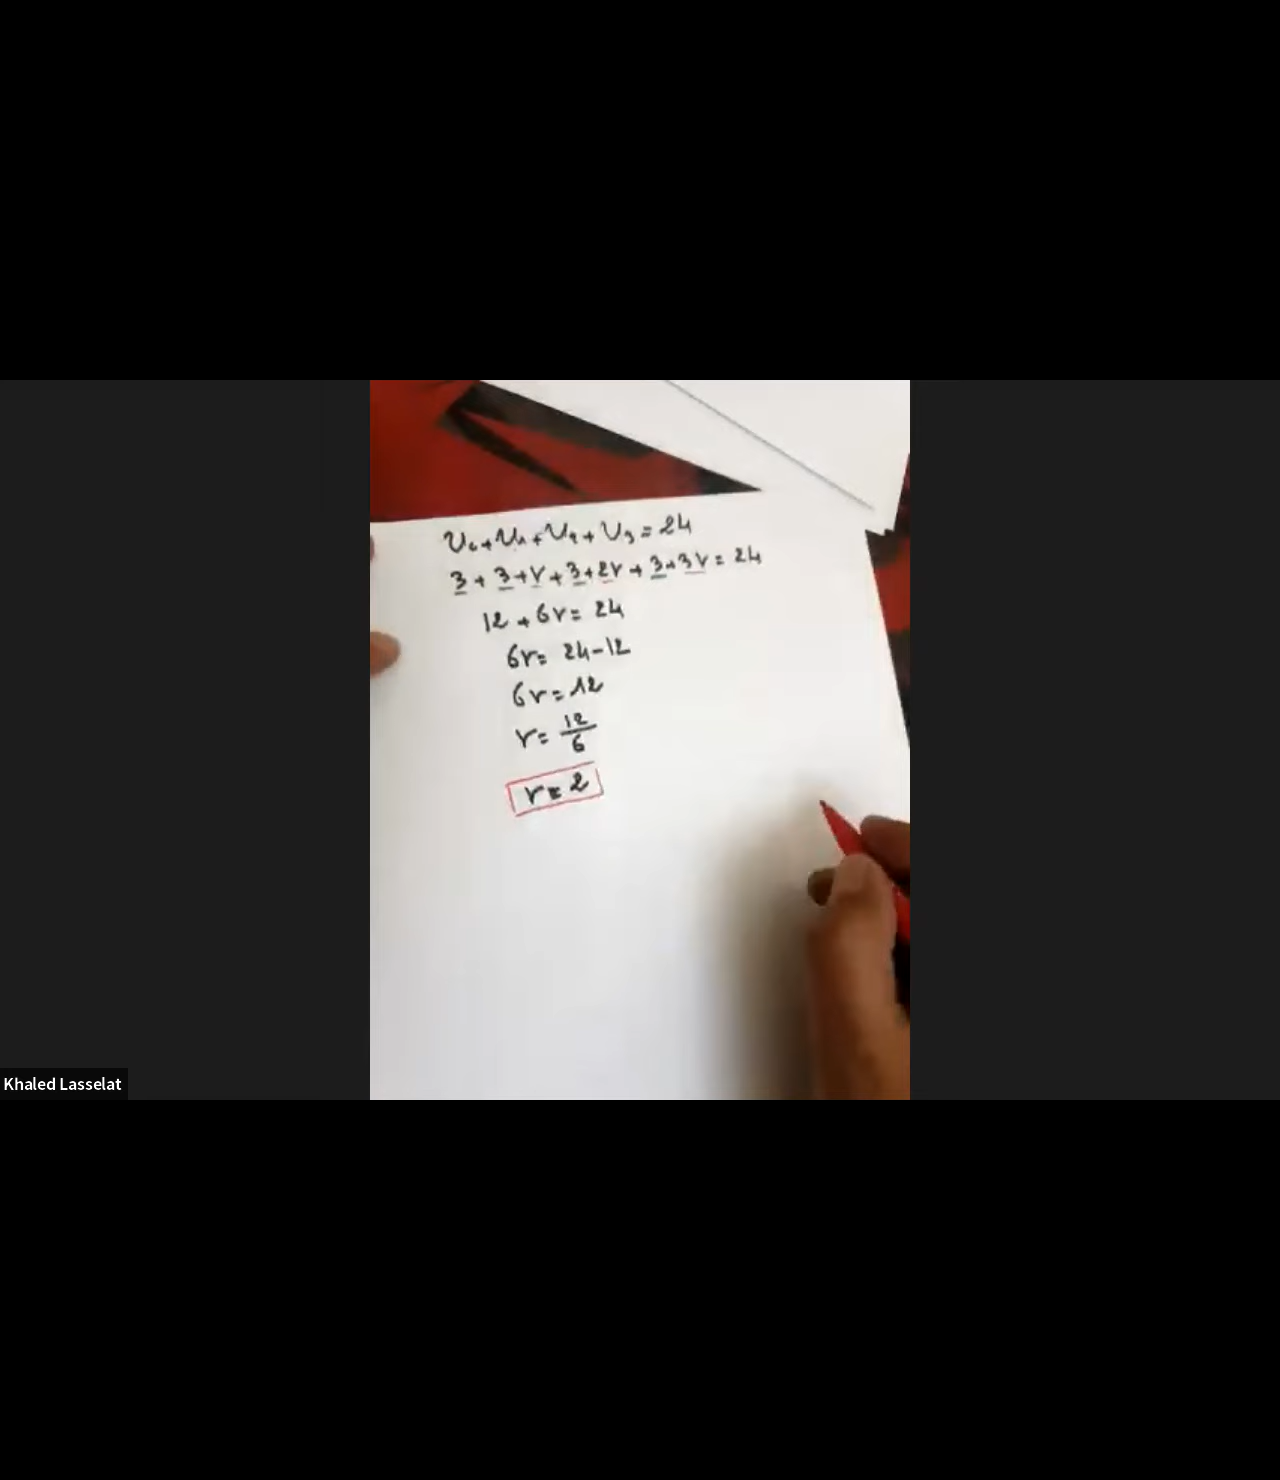 U₀ + U₁ + U₂ + U₃ = 24
3 + 3 + r + 3 + 2r + 3 + 3r = 24
12 + 6r = 24
6r = 24 - 12
6r = 12
r = 12/6
r = 2
Khaled Lasselat